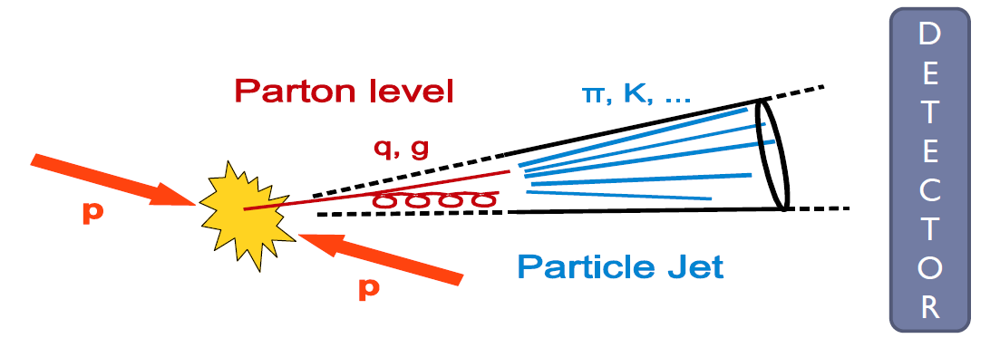 Parton level
π, K, ...
q, g
p
p
Particle Jet
D
E
T
E
C
T
O
R